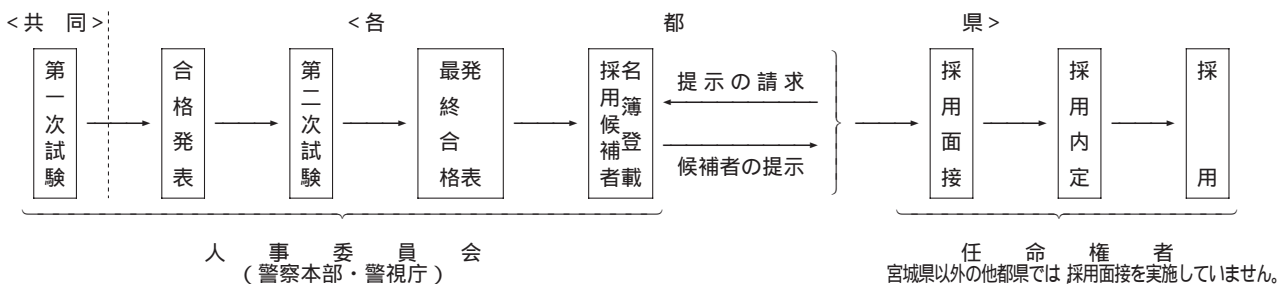 <共 同>
<各 都 県>
第一次試験
合格発表
第二次試験
最終合格
発表
採用候補者
名簿登載
提示の請求
候補者の提示
採用面接
採用内定
採用
人事委員会
(警察本部・警視庁)
任命権者
宮城県以外の他都県では 採用面接を実施していません。